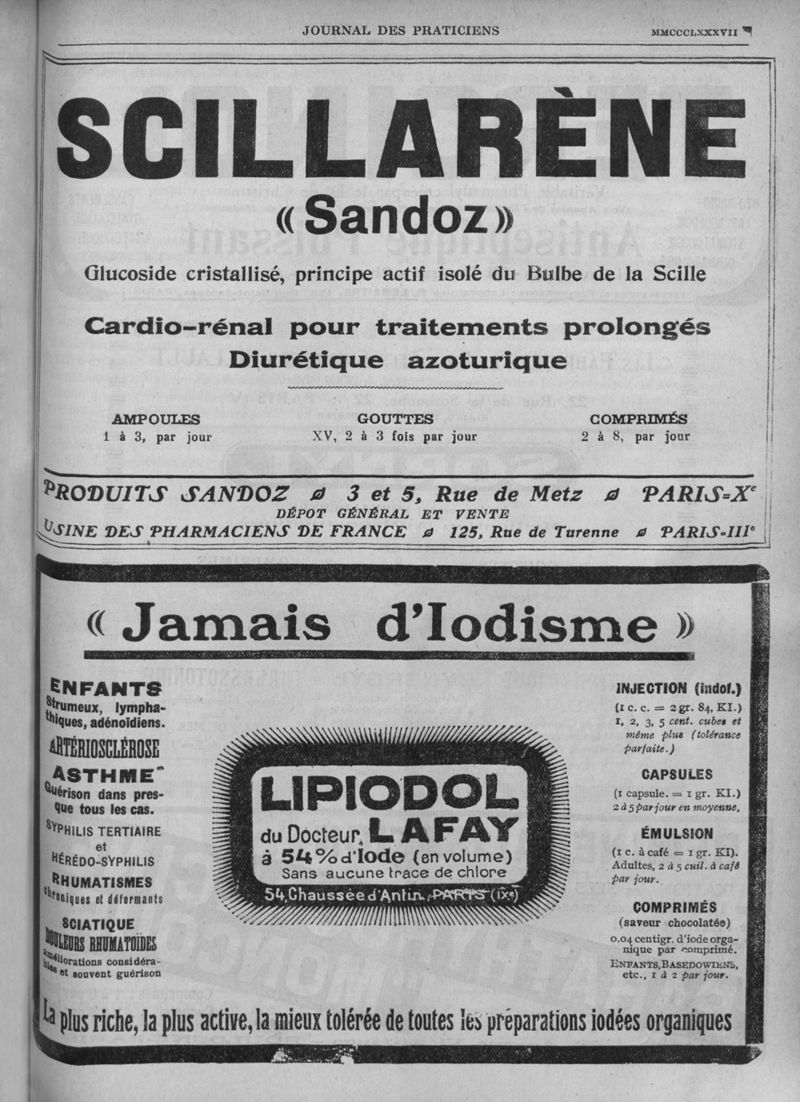 JOURNAL DES PRATICIENS
MMCCCLXXXVII
SCILLARÈNE
« Sandoz »
Glucoside cristallisé, principe actif isolé du Bulbe de la Scille
Cardio-rénal pour traitements prolongés
Diurétique azoturique
AMPOULES
1 à 3, par jour
GOUTTES
XV, 2 à 3 fois par jour
COMPRIMÉS
2 à 8, par jour
PRODUITS SANDOZ 3 et 5, Rue de Metz PARIS-Xe
DÉPOT GÉNÉRAL ET VENTE
USINE DES PHARMACIENS DE FRANCE 125, Rue de Turenne PARIS-IIIe
« Jamais d'Iodisme »
ENFANTS
Strumeux, lympha-
thiques, adénoïdiens.
ARTÉRIOSCLÉROSE
ASTHME
Guérison dans pres-
que tous les cas.
SYPHILIS TERTIAIRE
et
HÉRÉDO-SYPHILIS
RHUMATISMES
chroniques et déformants
SCIATIQUE
DOULEURS RHUMATOÏDES
améliorations considéra-
bles et souvent guérison
LIPIODOL
du Docteur LAFAY
à 54% d'Iode (en volume)
Sans aucune trace de chlore
54, Chaussée d'Antin, PARIS (IXe)
INJECTION (indol.)
(1 c. c. = 2 gr. 84, KI.)
1, 2, 3, 5 cent. cubes et
même plus (tolérance
parfaite.)
CAPSULES
(1 capsule. = 1 gr. KI.)
2 à 5 par jour en moyenne.
ÉMULSION
(1 c. à café = 1 gr. KI).
Adultes, 2 à 5 cuil. à café
par jour.
COMPRIMÉS
(saveur chocolatée)
0.04 centigr. d'iode orga-
nique par comprimé.
ENFANTS, BASEDOWIENS,
etc., 1 à 2 par jour.
La plus riche, la plus active, la mieux tolérée de toutes les préparations iodées organiques